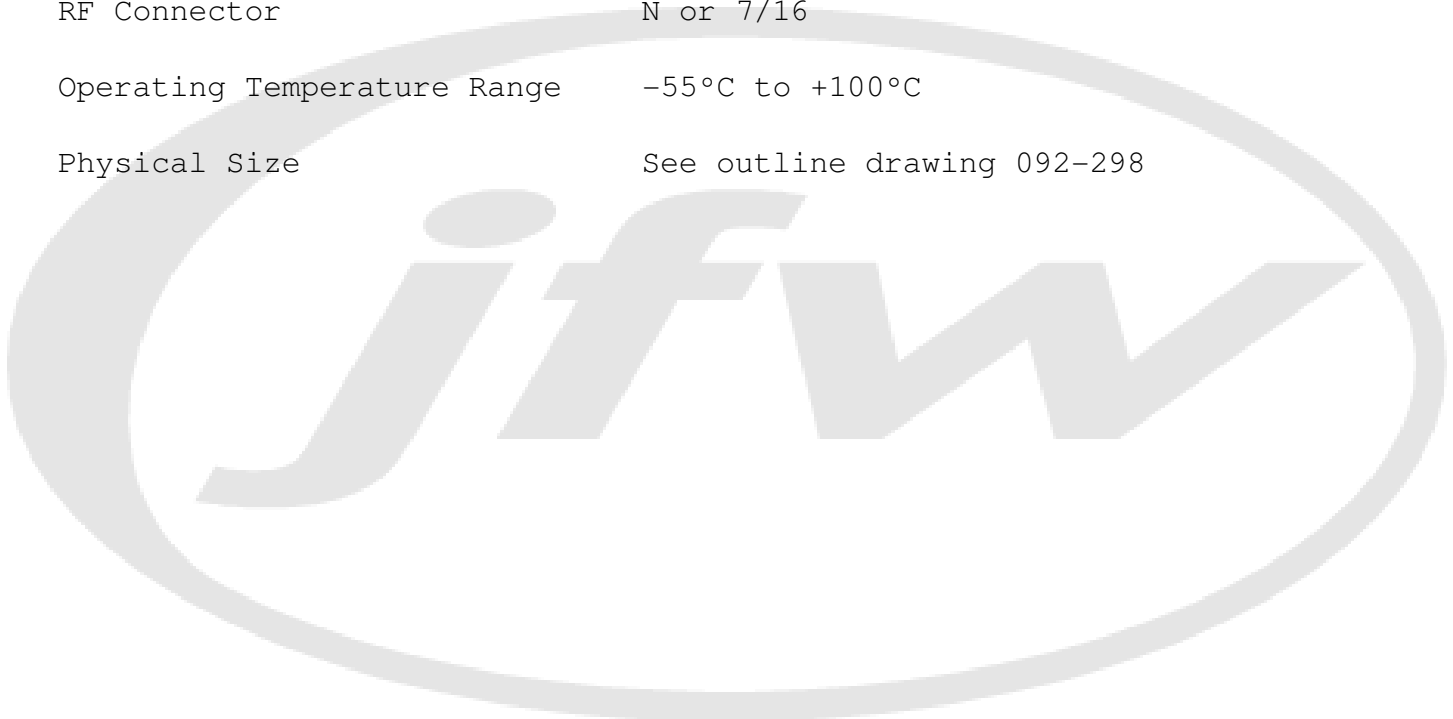 RF Connector N or 7/16
Operating Temperature Range -55°C to +100°C
Physical Size See outline drawing 092-298
jfw